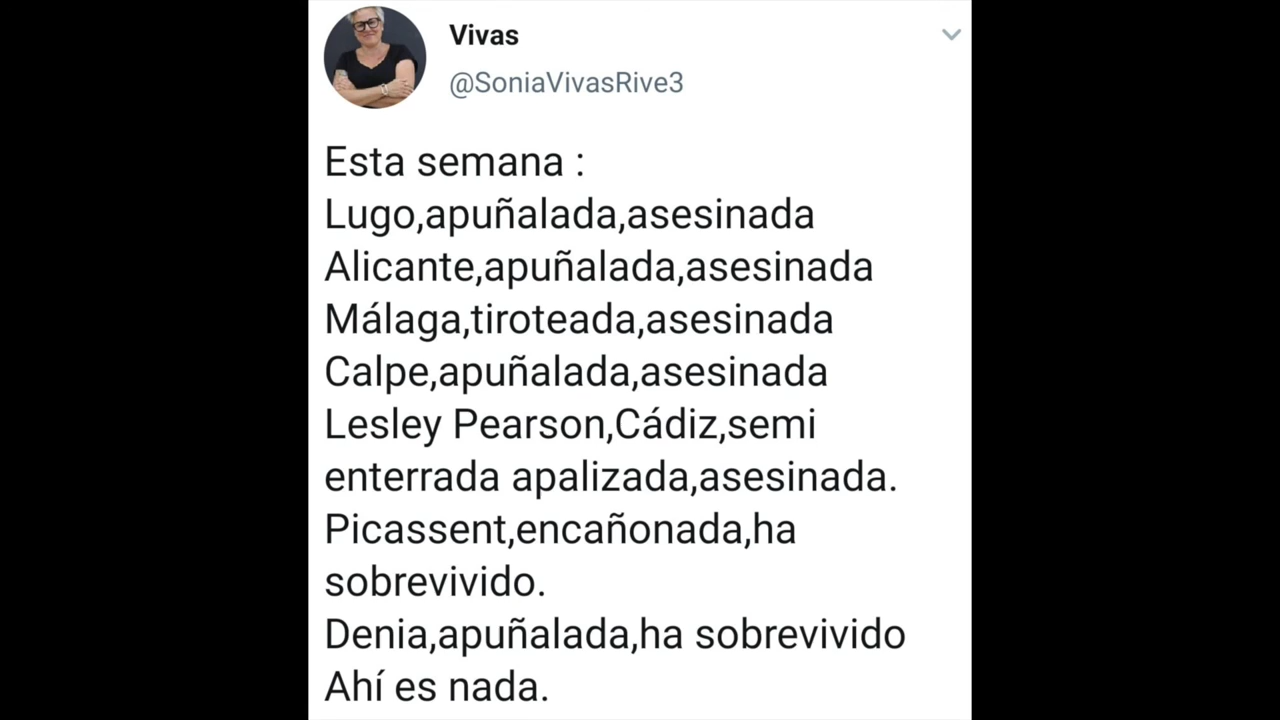 Vivas
@SoniaVivasRive3
Esta semana :
Lugo,apuñalada,asesinada
Alicante,apuñalada,asesinada
Málaga,tiroteada,asesinada
Calpe,apuñalada,asesinada
Lesley Pearson,Cádiz,semi
enterrada apalizada,asesinada.
Picassent,encañonada,ha
sobrevivido.
Denia,apuñalada,ha sobrevivido
Ahí es nada.